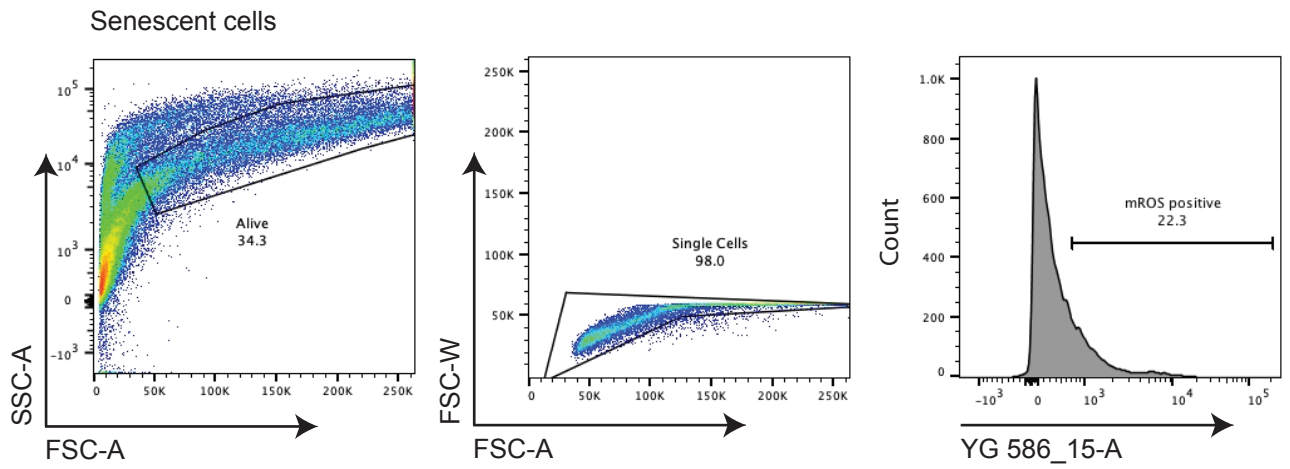 Senescent cells
SSC-A
10^5
10^4
10^3
0
-10^3
Alive
34.3
0 50K 100K 150K 200K 250K
FSC-A
FSC-W
250K
200K
150K
100K
50K
Single Cells
98.0
0 50K 100K 150K 200K 250K
FSC-A
Count
1.0K
800
600
400
200
0
mROS positive
22.3
-10^3 0 10^3 10^4 10^5
YG 586_15-A